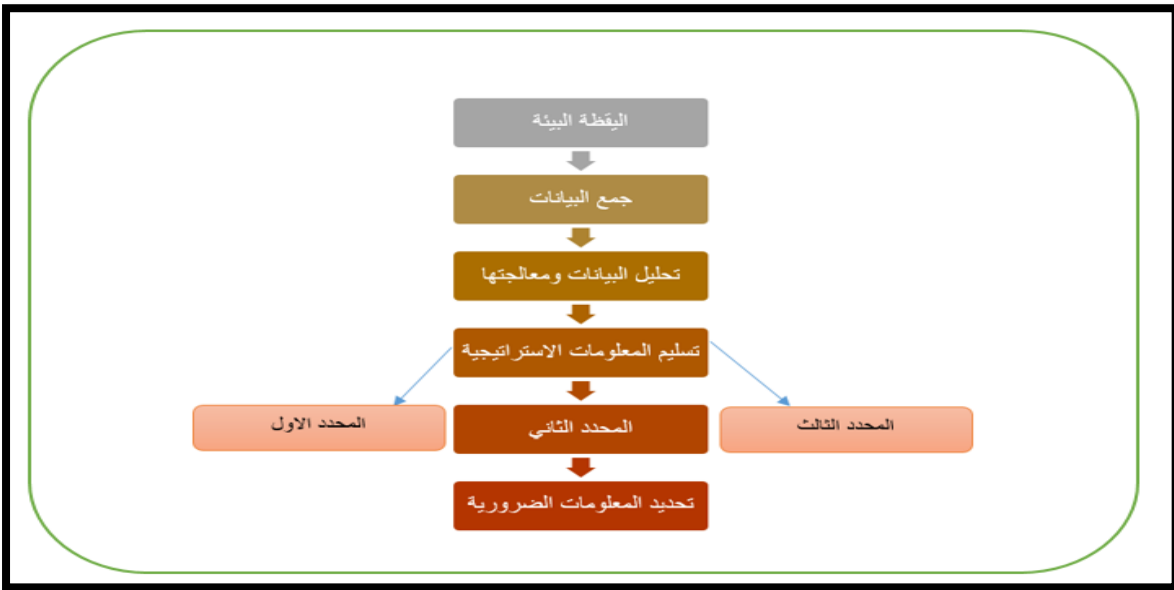 اليقظة البيئة
جمع البيانات
تحليل البيانات ومعالجتها
تسليم المعلومات الاستراتيجية
المحدد الثالث
المحدد الثاني
المحدد الاول
تحديد المعلومات الضرورية